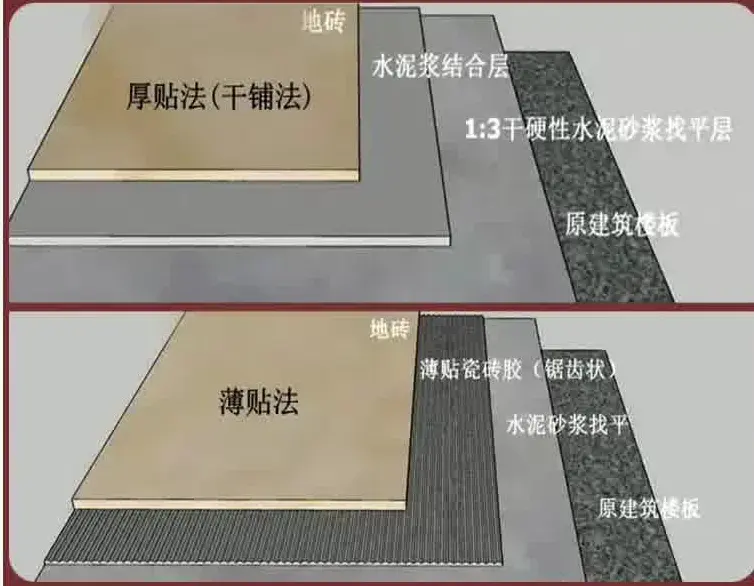 地砖
厚贴法(干铺法)
水泥浆结合层
1:3干硬性水泥砂浆找平层
原建筑楼板
地砖
薄贴法
薄贴瓷砖胶（锯齿状）
水泥砂浆找平
原建筑楼板